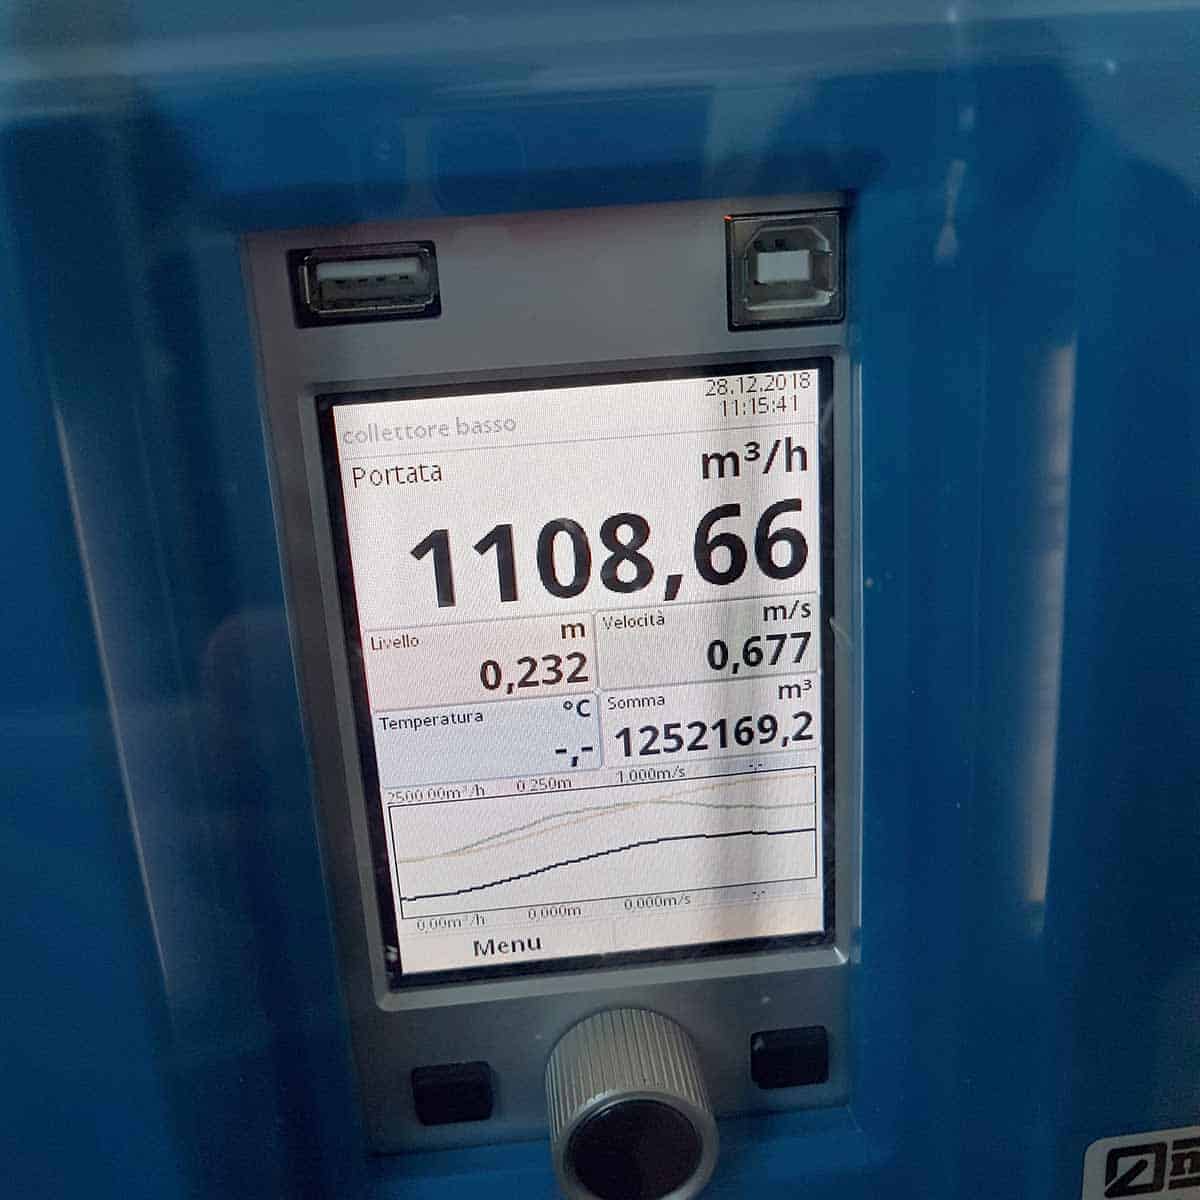 28.12.2018
11:15:41
collettore basso
Portata m³/h
1108,66
Livello m
0,232
Velocità m/s
0,677
Temperatura °C
-,-
Somma m³
1252169,2
2500.00m³/h 0.250m 1.000m/s -,-
0,00m³/h 0,000m 0,000m/s -,-
Menu